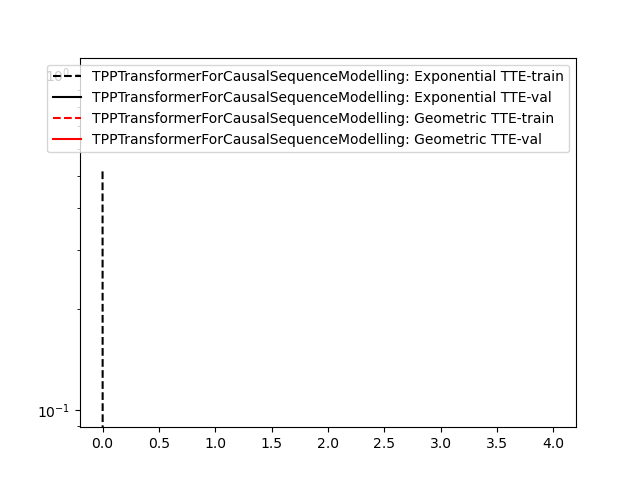 10⁰
TPPTransformerForCausalSequenceModelling: Exponential TTE-train
TPPTransformerForCausalSequenceModelling: Exponential TTE-val
TPPTransformerForCausalSequenceModelling: Geometric TTE-train
TPPTransformerForCausalSequenceModelling: Geometric TTE-val
10⁻¹
0.0 0.5 1.0 1.5 2.0 2.5 3.0 3.5 4.0